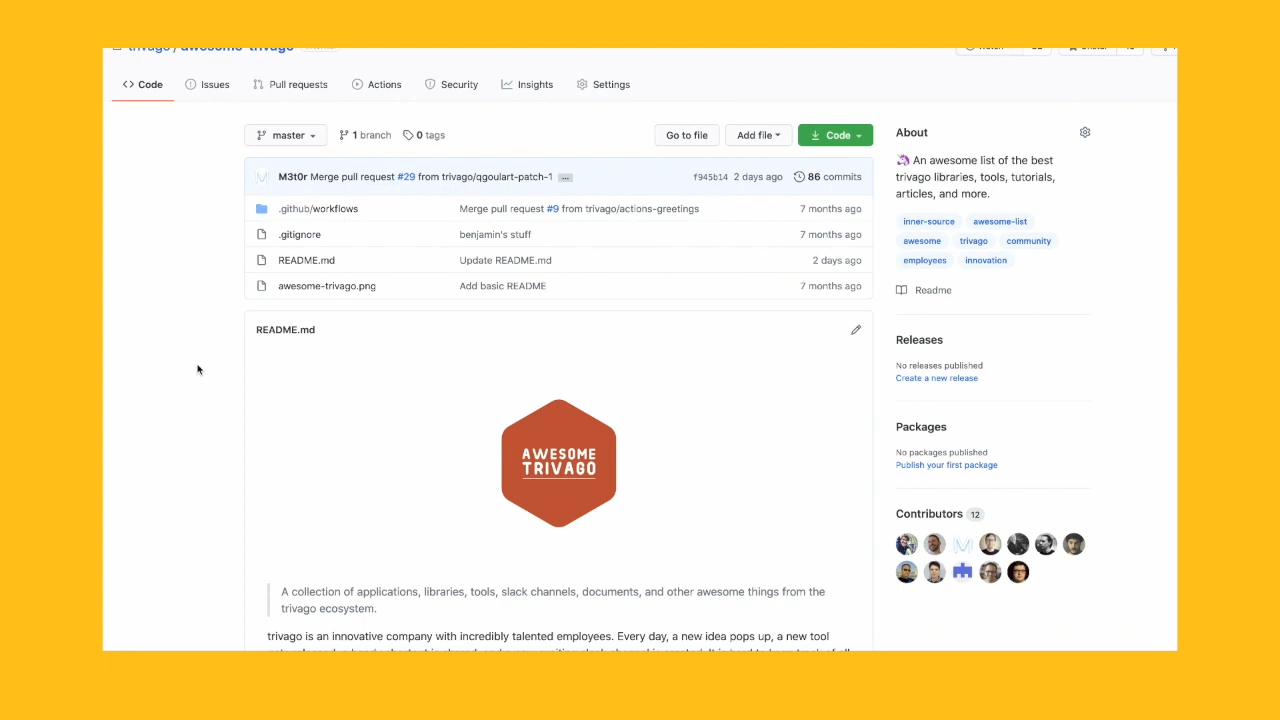 trivago / awesome-trivago
Code Issues Pull requests Actions Security Insights Settings
master 1 branch 0 tags Go to file Add file Code
M3t0r Merge pull request #29 from trivago/qgoulart-patch-1 ... f945b14 2 days ago 86 commits
.github/workflows Merge pull request #9 from trivago/actions-greetings 7 months ago
.gitignore benjamin's stuff 7 months ago
README.md Update README.md 2 days ago
awesome-trivago.png Add basic README 7 months ago
README.md
AWESOME
TRIVAGO
A collection of applications, libraries, tools, slack channels, documents, and other awesome things from the
trivago ecosystem.
trivago is an innovative company with incredibly talented employees. Every day, a new idea pops up, a new tool
About
An awesome list of the best
trivago libraries, tools, tutorials,
articles, and more.
inner-source awesome-list
awesome trivago community
employees innovation
Readme
Releases
No releases published
Create a new release
Packages
No packages published
Publish your first package
Contributors 12